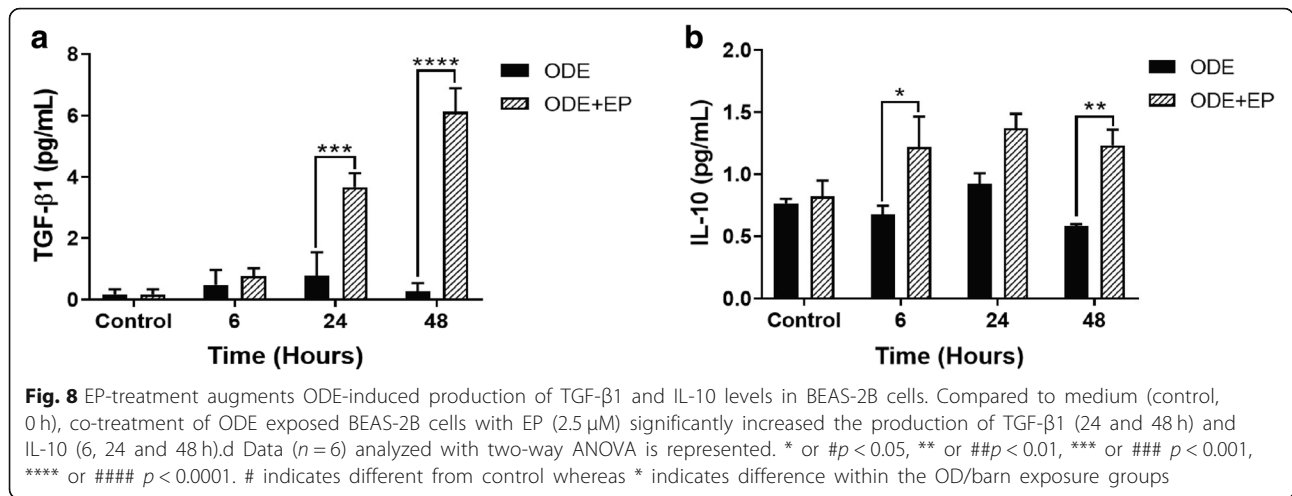 a
TGF-β1 (pg/mL)
8
6
4
2
0
***
****
ODE
ODE+EP
Control 6 24 48
Time (Hours)
b
IL-10 (pg/mL)
2.0
1.5
1.0
0.5
0.0
*
**
ODE
ODE+EP
Control 6 24 48
Time (Hours)
Fig. 8 EP-treatment augments ODE-induced production of TGF-β1 and IL-10 levels in BEAS-2B cells. Compared to medium (control,
0 h), co-treatment of ODE exposed BEAS-2B cells with EP (2.5 μM) significantly increased the production of TGF-β1 (24 and 48 h) and
IL-10 (6, 24 and 48 h).d Data (n = 6) analyzed with two-way ANOVA is represented. * or #p < 0.05, ** or ##p < 0.01, *** or ### p < 0.001,
**** or #### p < 0.0001. # indicates different from control whereas * indicates difference within the OD/barn exposure groups